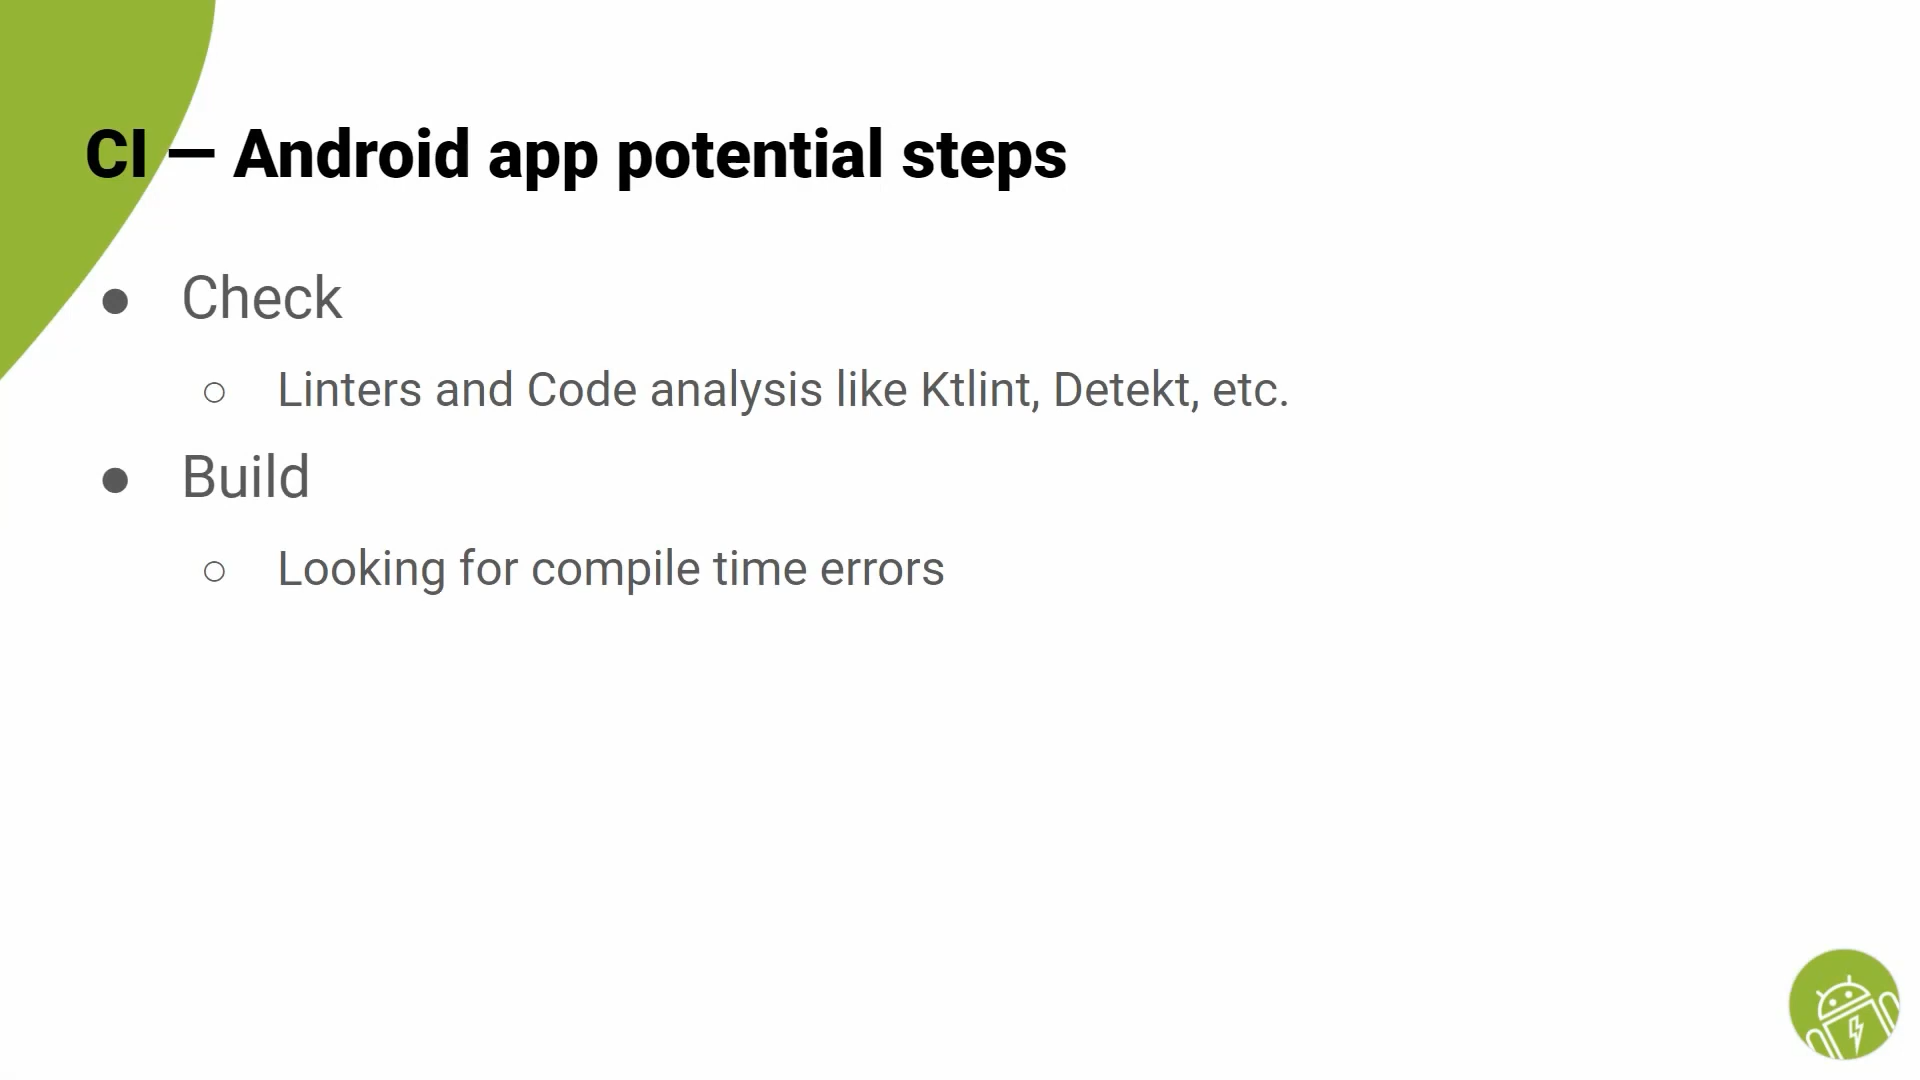 CI — Android app potential steps
● Check
○ Linters and Code analysis like Ktlint, Detekt, etc.
● Build
○ Looking for compile time errors